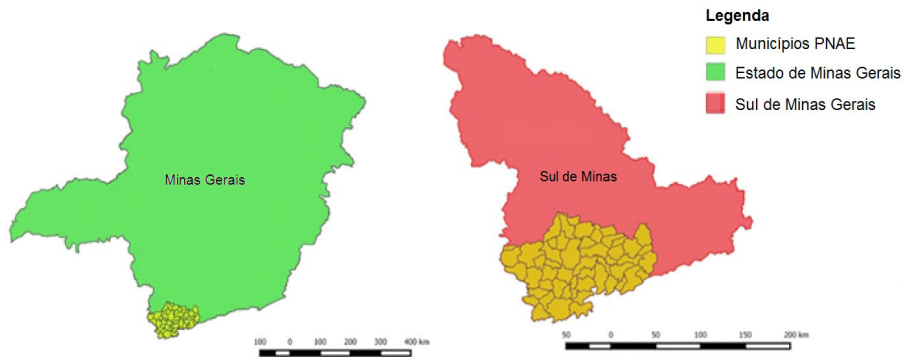 Legenda
Municípios PNAE
Estado de Minas Gerais
Sul de Minas Gerais
Minas Gerais
Sul de Minas
100 0 100 200 300 400 km
50 0 50 100 150 200 km